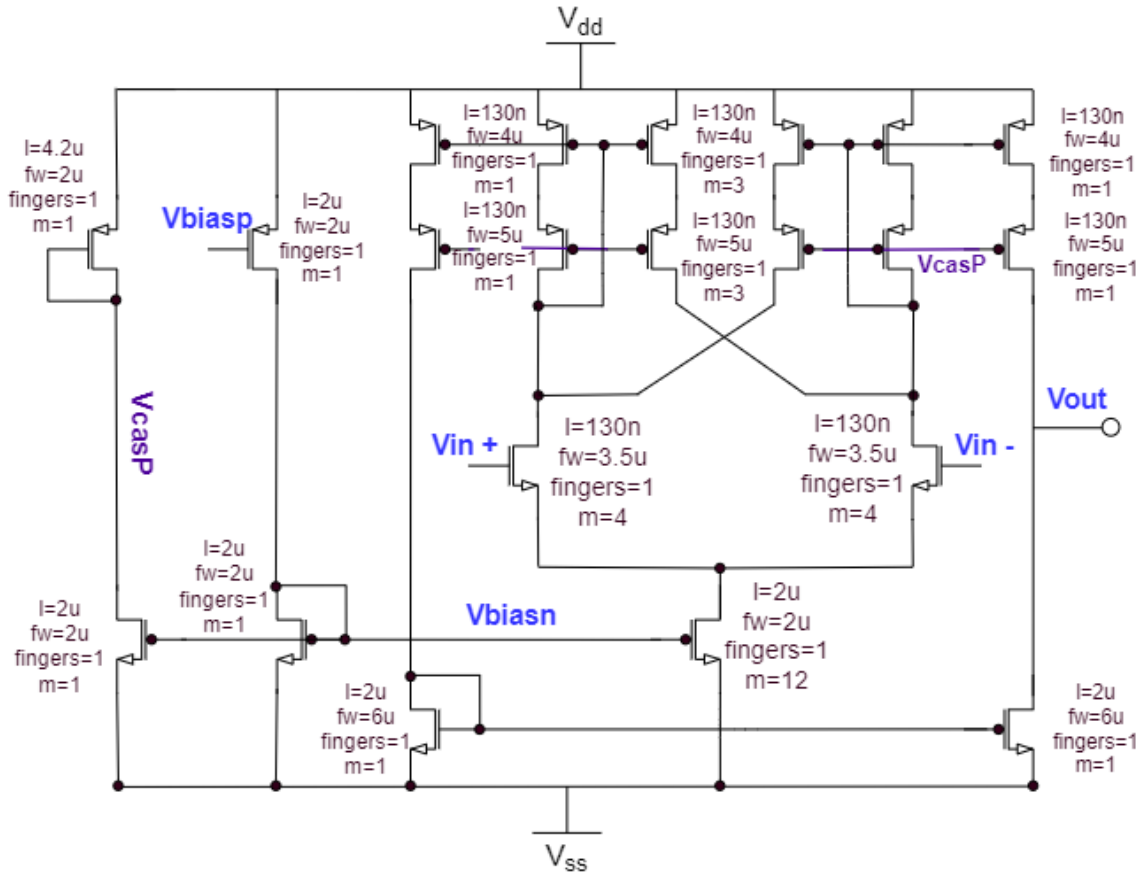 Vdd
l=130n
fw=4u
fingers=1
m=1
l=130n
fw=4u
fingers=1
m=3
l=130n
fw=4u
fingers=1
m=1
l=4.2u
fw=2u
fingers=1
m=1
Vbiasp
l=2u
fw=2u
fingers=1
m=1
l=130n
fw=5u
fingers=1
m=1
l=130n
fw=5u
fingers=1
m=3
VcasP
l=130n
fw=5u
fingers=1
m=1
VcasP
Vin +
l=130n
fw=3.5u
fingers=1
m=4
l=130n
fw=3.5u
fingers=1
m=4
Vin -
Vout
l=2u
fw=2u
fingers=1
m=1
l=2u
fw=2u
fingers=1
m=1
Vbiasn
l=2u
fw=2u
fingers=1
m=12
l=2u
fw=6u
fingers=1
m=1
l=2u
fw=6u
fingers=1
m=1
Vss